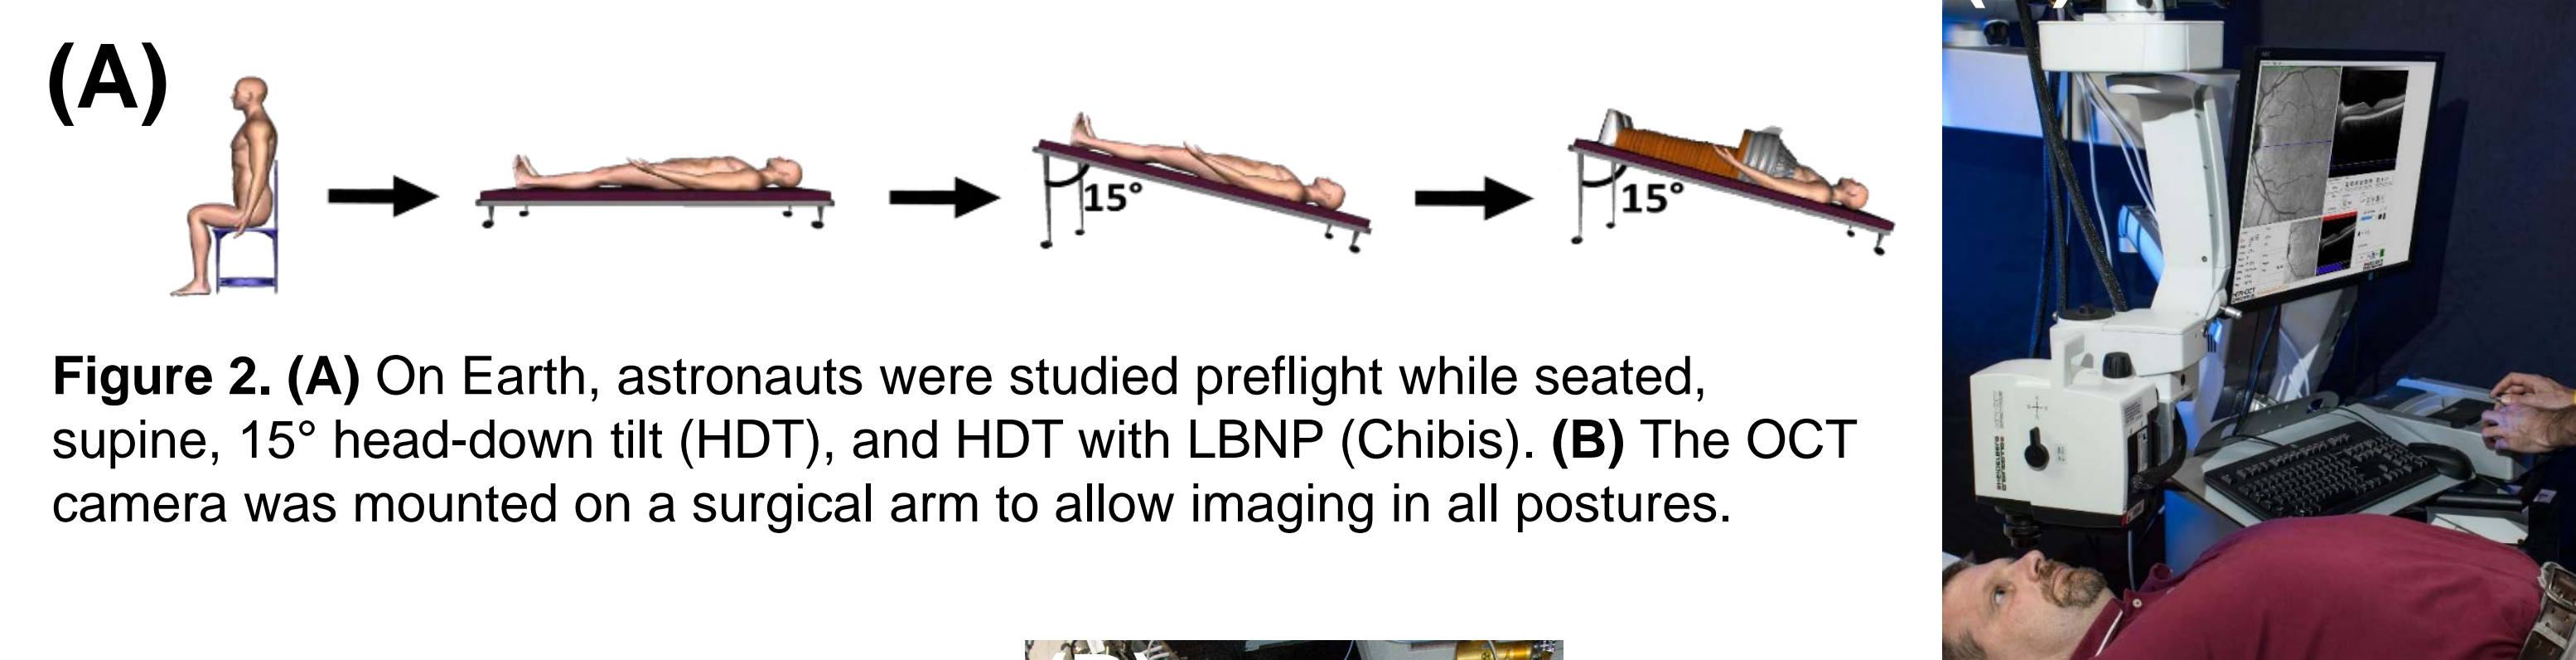 (A)
15°
15°
Figure 2. (A) On Earth, astronauts were studied preflight while seated,
supine, 15° head-down tilt (HDT), and HDT with LBNP (Chibis). (B) The OCT
camera was mounted on a surgical arm to allow imaging in all postures.